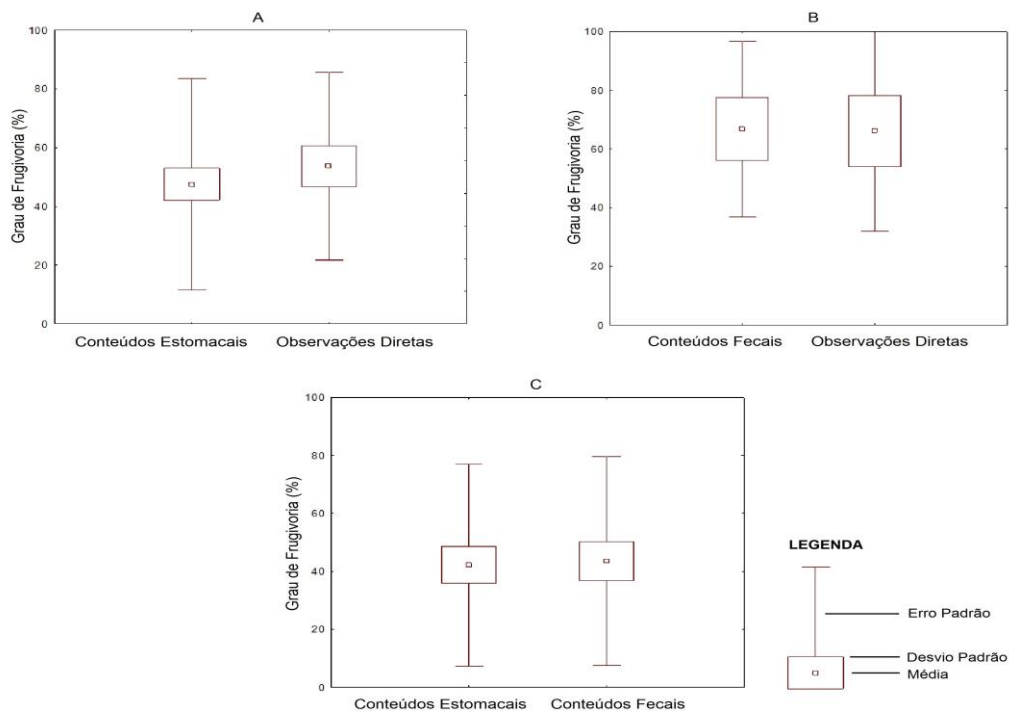 A
Grau de Frugivoria (%)
100
80
60
40
20
0
Conteúdos Estomacais
Observações Diretas
B
Grau de Frugivoria (%)
100
80
60
40
20
0
Conteúdos Fecais
Observações Diretas
C
Grau de Frugivoria (%)
100
80
60
40
20
0
Conteúdos Estomacais
Conteúdos Fecais
LEGENDA
Erro Padrão
Desvio Padrão
Média